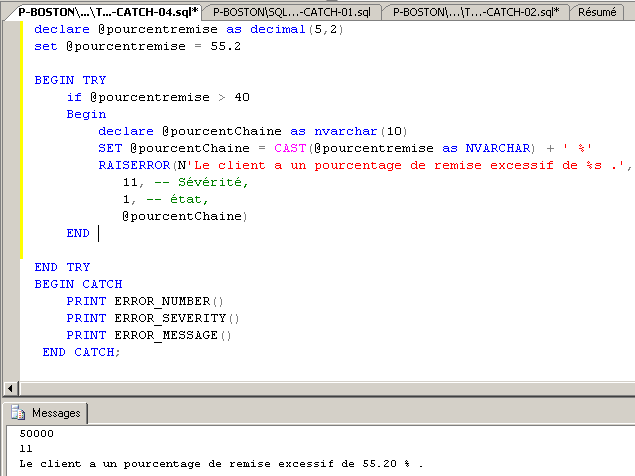 P-BOSTON\...\T...-CATCH-04.sql* P-BOSTON\SQL...-CATCH-01.sql P-BOSTON\...\T...-CATCH-02.sql* Résumé
declare @pourcentremise as decimal(5,2)
set @pourcentremise = 55.2
BEGIN TRY
if @pourcentremise > 40
Begin
declare @pourcentChaine as nvarchar(10)
SET @pourcentChaine = CAST(@pourcentremise as NVARCHAR) + ' %'
RAISERROR(N'Le client a un pourcentage de remise excessif de %s .',
11, -- Sévérité,
1, -- état,
@pourcentChaine)
END
END TRY
BEGIN CATCH
PRINT ERROR_NUMBER()
PRINT ERROR_SEVERITY()
PRINT ERROR_MESSAGE()
END CATCH;
Messages
50000
11
Le client a un pourcentage de remise excessif de 55.20 % .